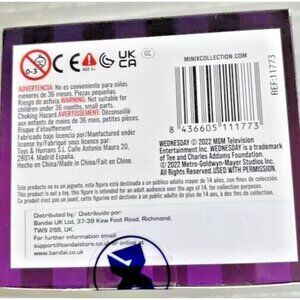 0-3
CE
AGE 3+
UK
CA
MINIXCOLLECTION.COM
REF: 11773
ADVERTENCIA: No es conveniente para niños
menores de 36 meses. Piezas pequeñas.
Riesgo de asfixia. WARNING: Not suitable for
children under 36 months, small parts.
Choking Hazard. AVERTISSEMENT: Déconseillé
aux enfants de moins de 36 mois, petites pièces.
Risque d'étouffement.
Fabricado bajo licencia por/Manufactured under
license by/Fabriqué sous licence par:
Toys & Humans S.L. Calle Antonio Maura 20.
28014, Madrid España.
Hecho en China/Made in China/Fait en Chine
8 436605 111773
WEDNESDAY © 2022 MGM Television
Entertainment Inc. WEDNESDAY is a trademark
of Tee and Charles Addams Foundation.
© 2022 Metro-Goldwyn-Mayer Studios Inc.
All Rights Reserved. USED WITH PERMISSION.
Este producto no es un juguete, esta figura está destinada a un público adulto mayor de 14 años, con fines de colección.
This product is not a toy, this figure is intended for an audience over the age of 14, for collection purposes.
Ce produit n'est pas un jouet, cette figurine est destinée à un public adulte de plus de 14 ans, à des fins de collection.
Distributed by / Distribuido por:
Bandai UK Ltd, 37-39 Kew Foot Road, Richmond,
TW9 2SS, UK.
For further information email
support@bandaistore.co.uk or online at
www.bandai.co.uk